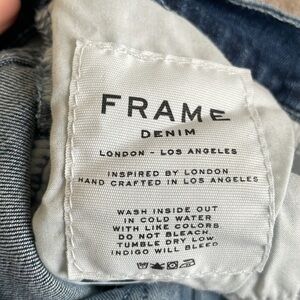 FRAME
DENIM
LONDON - LOS ANGELES
INSPIRED BY LONDON
HAND CRAFTED IN LOS ANGELES
WASH INSIDE OUT
IN COLD WATER
WITH LIKE COLORS
DO NOT BLEACH
TUMBLE DRY LOW
INDIGO WILL BLEED